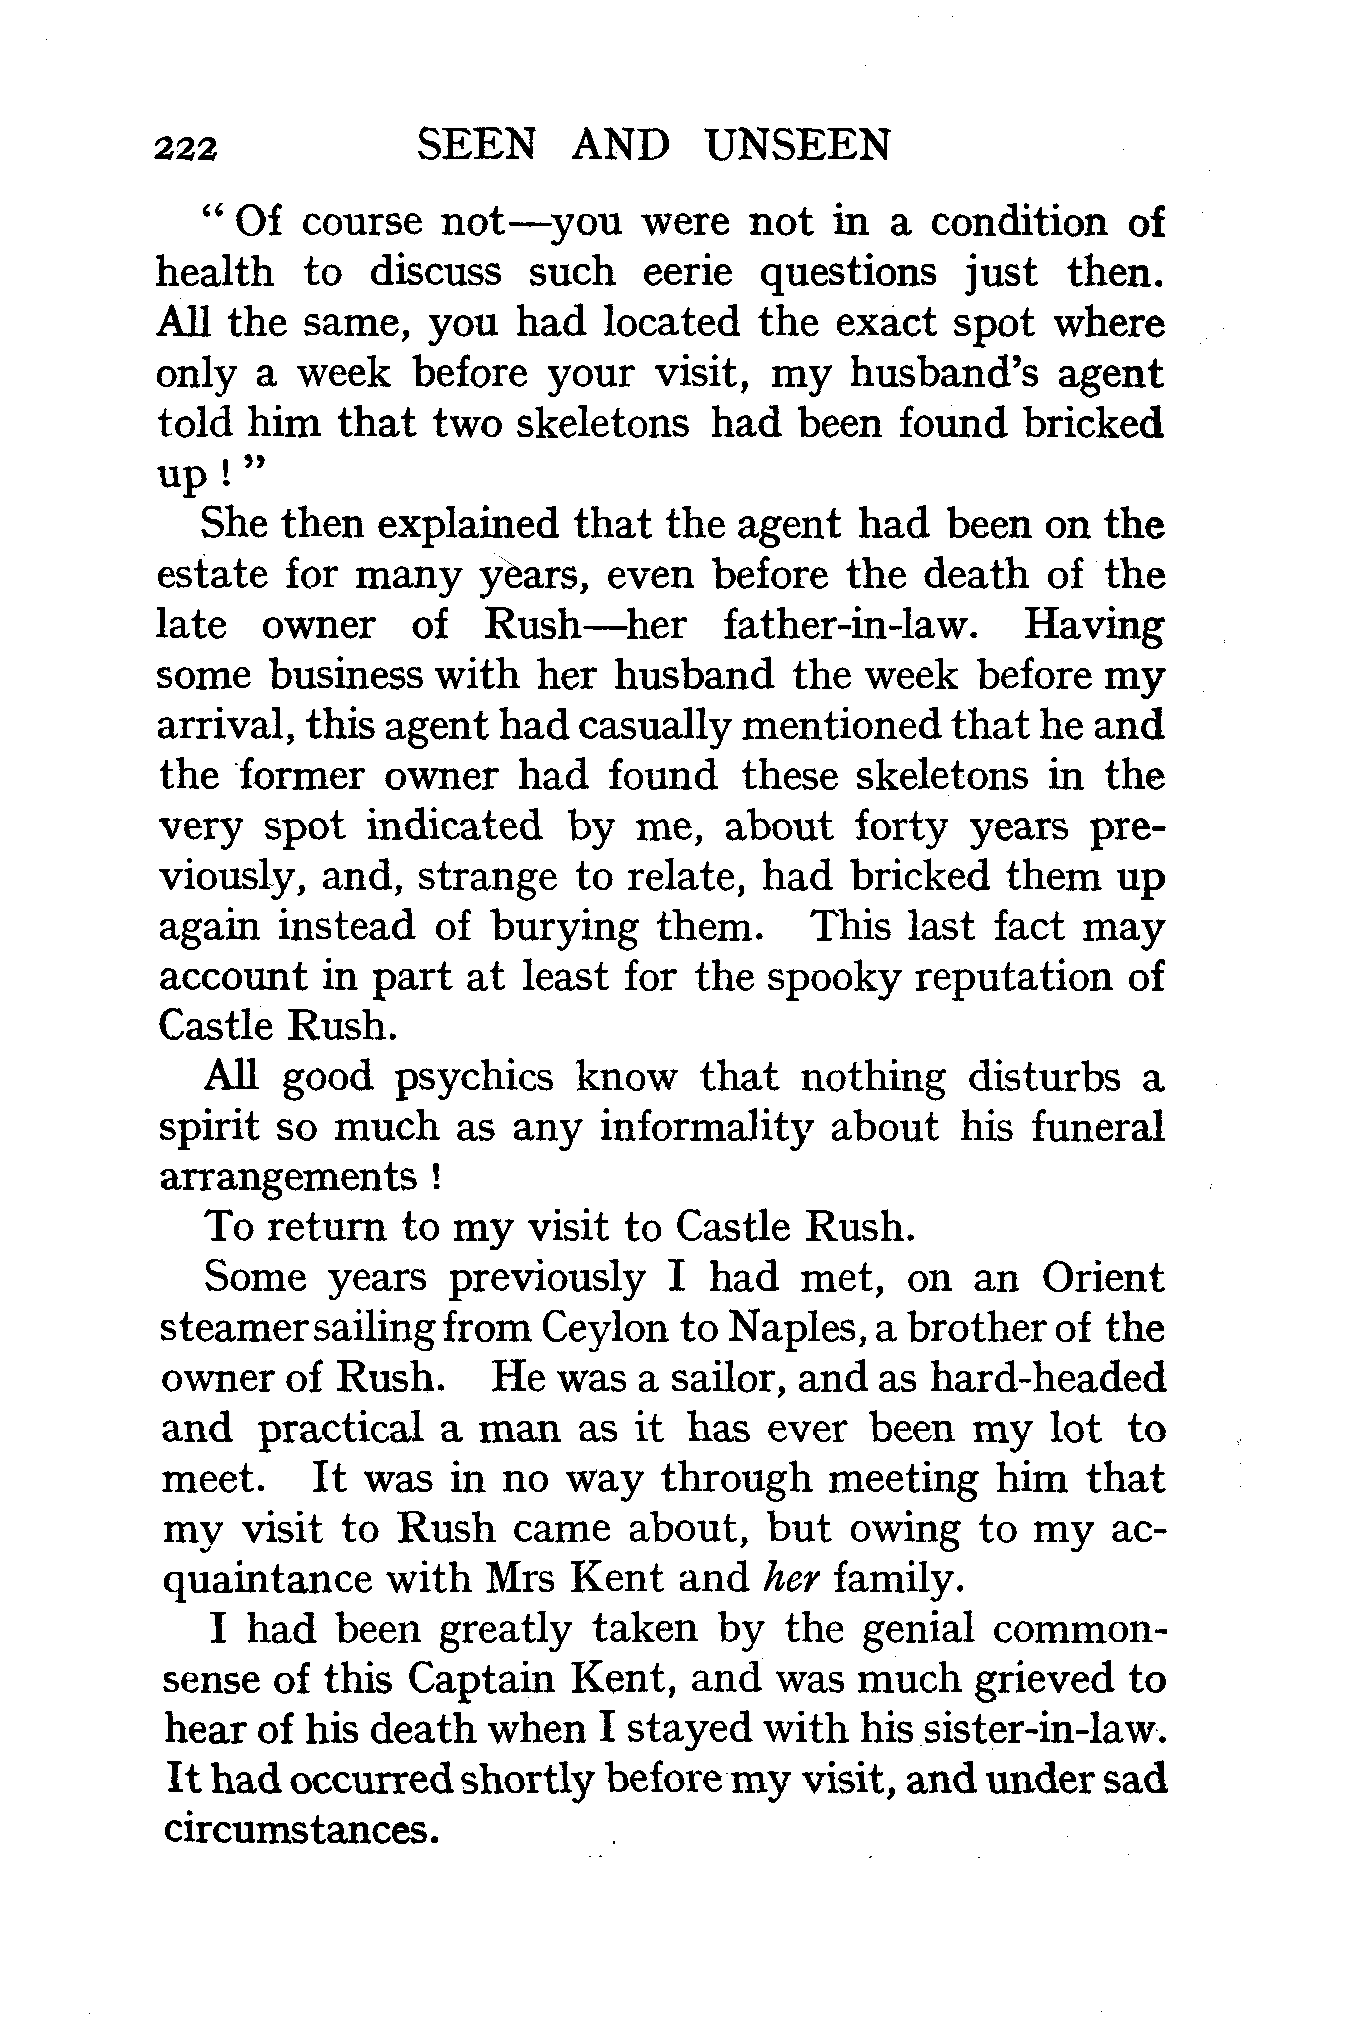 222 SEEN AND UNSEEN
“ Of course not—you were not in a condition of
health to discuss such eerie questions just then.
All the same, you had located the exact spot where
only a week before your visit, my husband’s agent
told him that two skeletons had been found bricked
up ! ”
She then explained that the agent had been on the
estate for many years, even before the death of the
late owner of Rush—her father-in-law. Having
some business with her husband the week before my
arrival, this agent had casually mentioned that he and
the former owner had found these skeletons in the
very spot indicated by me, about forty years pre-
viously, and, strange to relate, had bricked them up
again instead of burying them. This last fact may
account in part at least for the spooky reputation of
Castle Rush.
All good psychics know that nothing disturbs a
spirit so much as any informality about his funeral
arrangements !
To return to my visit to Castle Rush.
Some years previously I had met, on an Orient
steamer sailing from Ceylon to Naples, a brother of the
owner of Rush. He was a sailor, and as hard-headed
and practical a man as it has ever been my lot to
meet. It was in no way through meeting him that
my visit to Rush came about, but owing to my ac-
quaintance with Mrs Kent and her family.
I had been greatly taken by the genial common-
sense of this Captain Kent, and was much grieved to
hear of his death when I stayed with his sister-in-law.
It had occurred shortly before my visit, and under sad
circumstances.